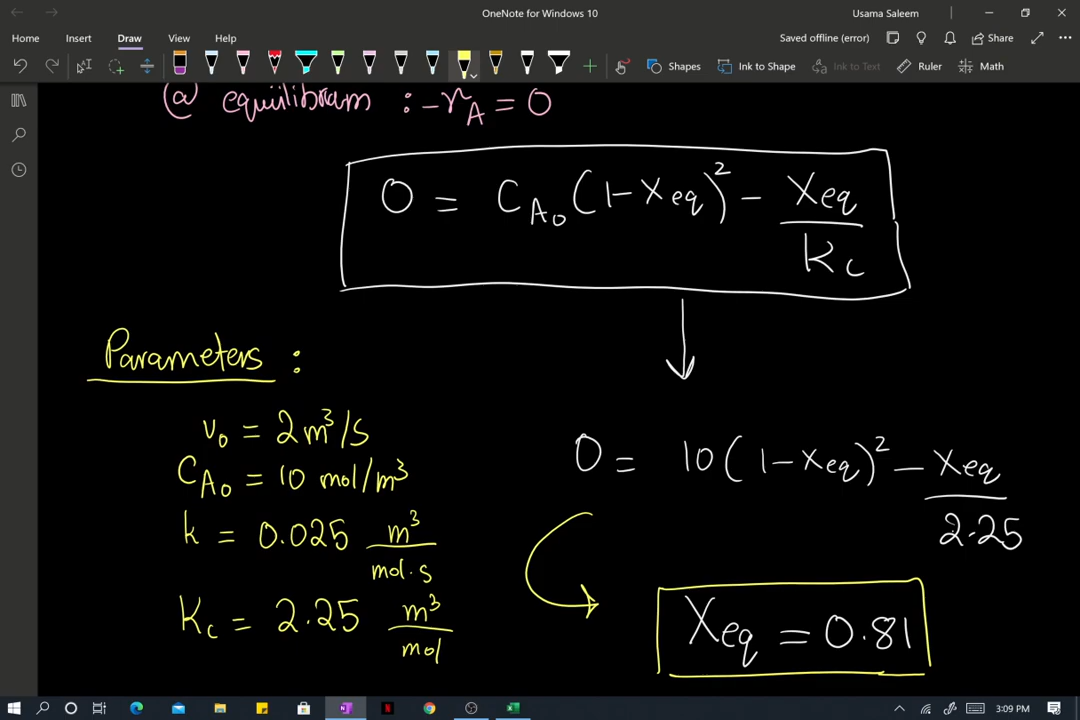 OneNote for Windows 10
Usama Saleem
Home Insert Draw View Help
Saved offline (error)
Share
Shapes
Ink to Shape
Ink to Text
Ruler
Math
@ equilibram : -rA = 0
0 = CA0 (1-Xeq)² - Xeq/Kc
Parameters :
v0 = 2m³/s
CA0 = 10 mol/m³
k = 0.025 m³/mol·s
Kc = 2.25 m³/mol
0 = 10(1-Xeq)² - Xeq/2.25
Xeq = 0.81
3:09 PM